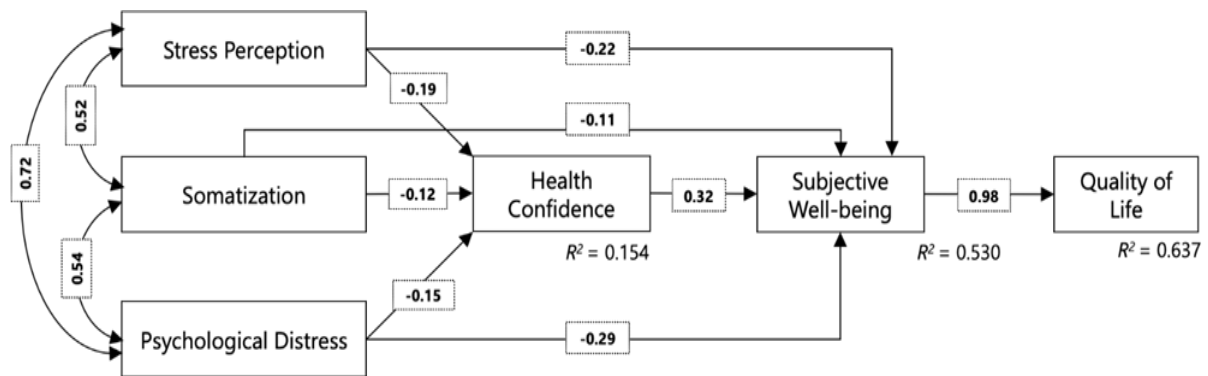 Stress Perception
-0.22
-0.19
0.52
-0.11
0.72
Somatization
-0.12
Health
Confidence
0.32
Subjective
Well-being
0.98
Quality of
Life
R² = 0.154
R² = 0.530
R² = 0.637
0.54
-0.15
Psychological Distress
-0.29